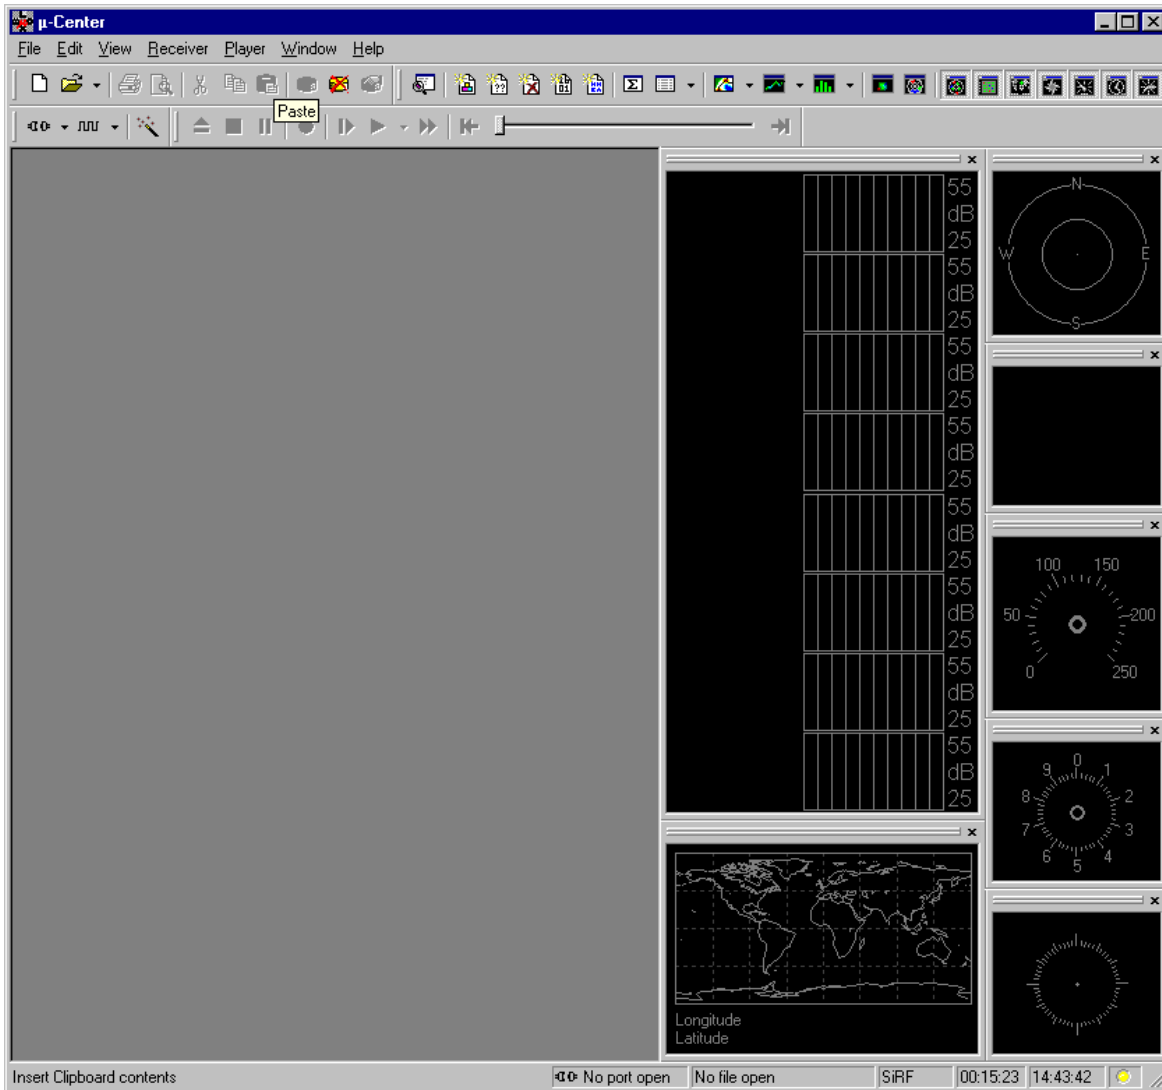 µ-Center
File Edit View Receiver Player Window Help
Paste
55
dB
25
55
dB
25
55
dB
25
55
dB
25
55
dB
25
55
dB
25
55
dB
25
55
dB
25
N
W E
S
100 150
50 200
0 250
0
9 1
8 2
7 3
6 4
5
Longitude
Latitude
Insert Clipboard contents No port open No file open SiRF 00:15:23 14:43:42